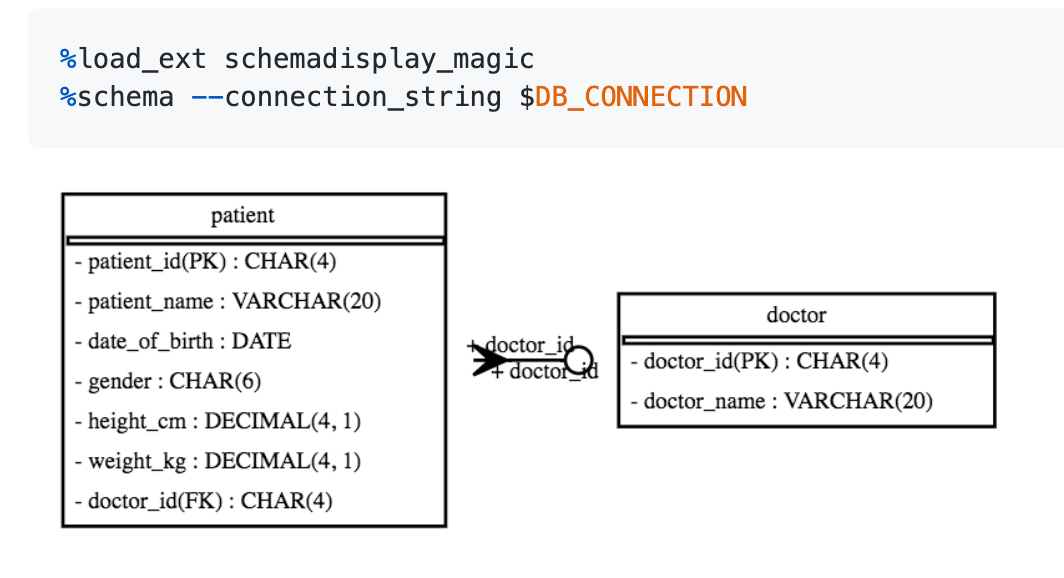 %load_ext schemadisplay_magic
%schema --connection_string $DB_CONNECTION
patient
- patient_id(PK) : CHAR(4)
- patient_name : VARCHAR(20)
- date_of_birth : DATE
- gender : CHAR(6)
- height_cm : DECIMAL(4, 1)
- weight_kg : DECIMAL(4, 1)
- doctor_id(FK) : CHAR(4)
+ doctor_id
+ doctor_id
doctor
- doctor_id(PK) : CHAR(4)
- doctor_name : VARCHAR(20)